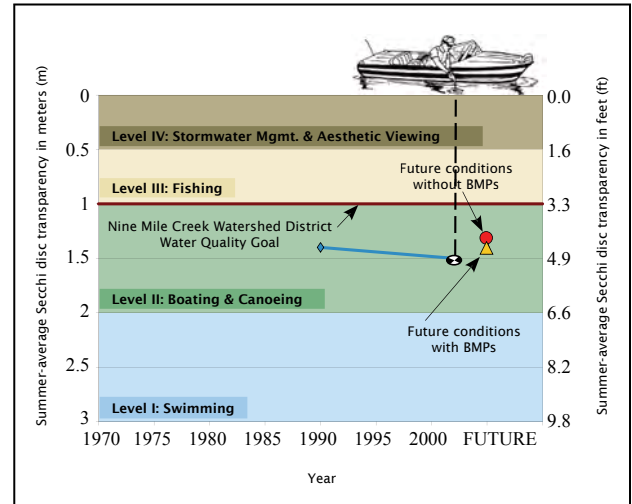 Summer-average Secchi disc transparency in meters (m)
0
0.5
1
1.5
2
2.5
3
Level IV: Stormwater Mgmt. & Aesthetic Viewing
Level III: Fishing
Future conditions
without BMPs
Nine Mile Creek Watershed District
Water Quality Goal
Level II: Boating & Canoeing
Future conditions
with BMPs
Level I: Swimming
0.0
1.6
3.3
4.9
6.6
8.2
9.8
Summer-average Secchi disc transparency in feet (ft)
1970 1975 1980 1985 1990 1995 2000 FUTURE
Year